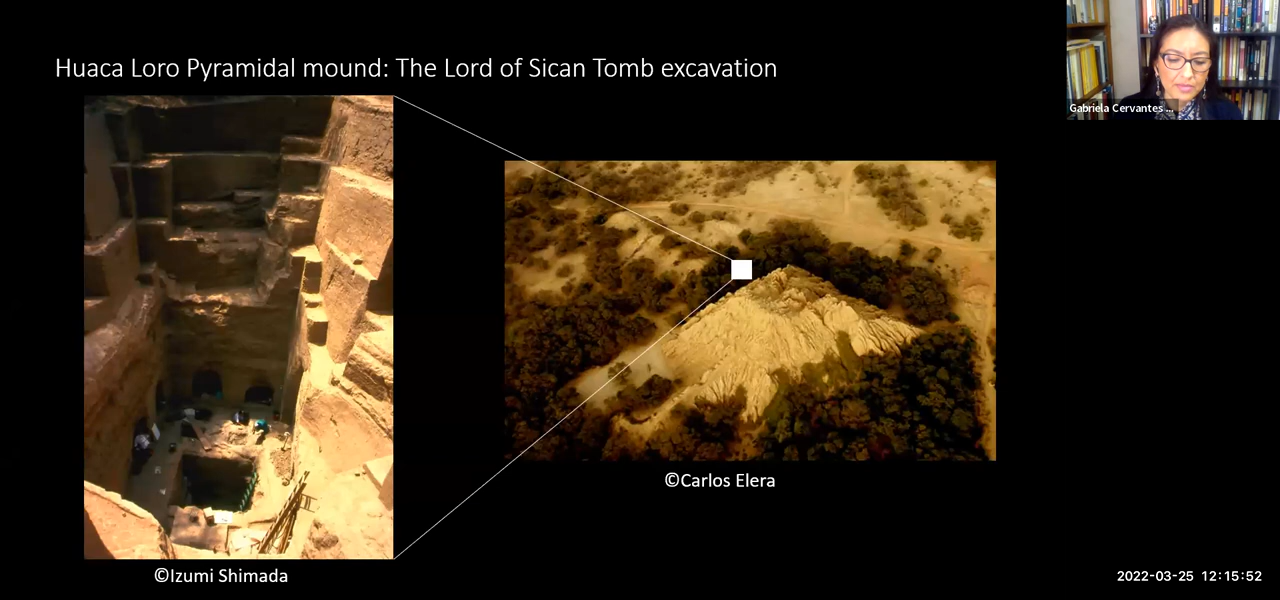 Huaca Loro Pyramidal mound: The Lord of Sican Tomb excavation
Gabriela Cervantes ...
©Carlos Elera
©Izumi Shimada
2022-03-25 12:15:52